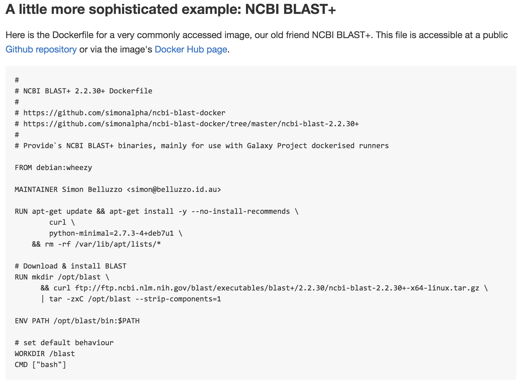 A little more sophisticated example: NCBI BLAST+
Here is the Dockerfile for a very commonly accessed image, our old friend NCBI BLAST+. This file is accessible at a public
Github repository or via the image's Docker Hub page.
#
# NCBI BLAST+ 2.2.30+ Dockerfile
#
# https://github.com/simonalpha/ncbi-blast-docker
# https://github.com/simonalpha/ncbi-blast-docker/tree/master/ncbi-blast-2.2.30+
#
# Provide`s NCBI BLAST+ binaries, mainly for use with Galaxy Project dockerised runners
FROM debian:wheezy
MAINTAINER Simon Belluzzo <simon@belluzzo.id.au>
RUN apt-get update && apt-get install -y --no-install-recommends \
curl \
python-minimal=2.7.3-4+deb7u1 \
&& rm -rf /var/lib/apt/lists/*
# Download & install BLAST
RUN mkdir /opt/blast \
&& curl ftp://ftp.ncbi.nlm.nih.gov/blast/executables/blast+/2.2.30/ncbi-blast-2.2.30+-x64-linux.tar.gz \
| tar -zxC /opt/blast --strip-components=1
ENV PATH /opt/blast/bin:$PATH
# set default behaviour
WORKDIR /blast
CMD ["bash"]